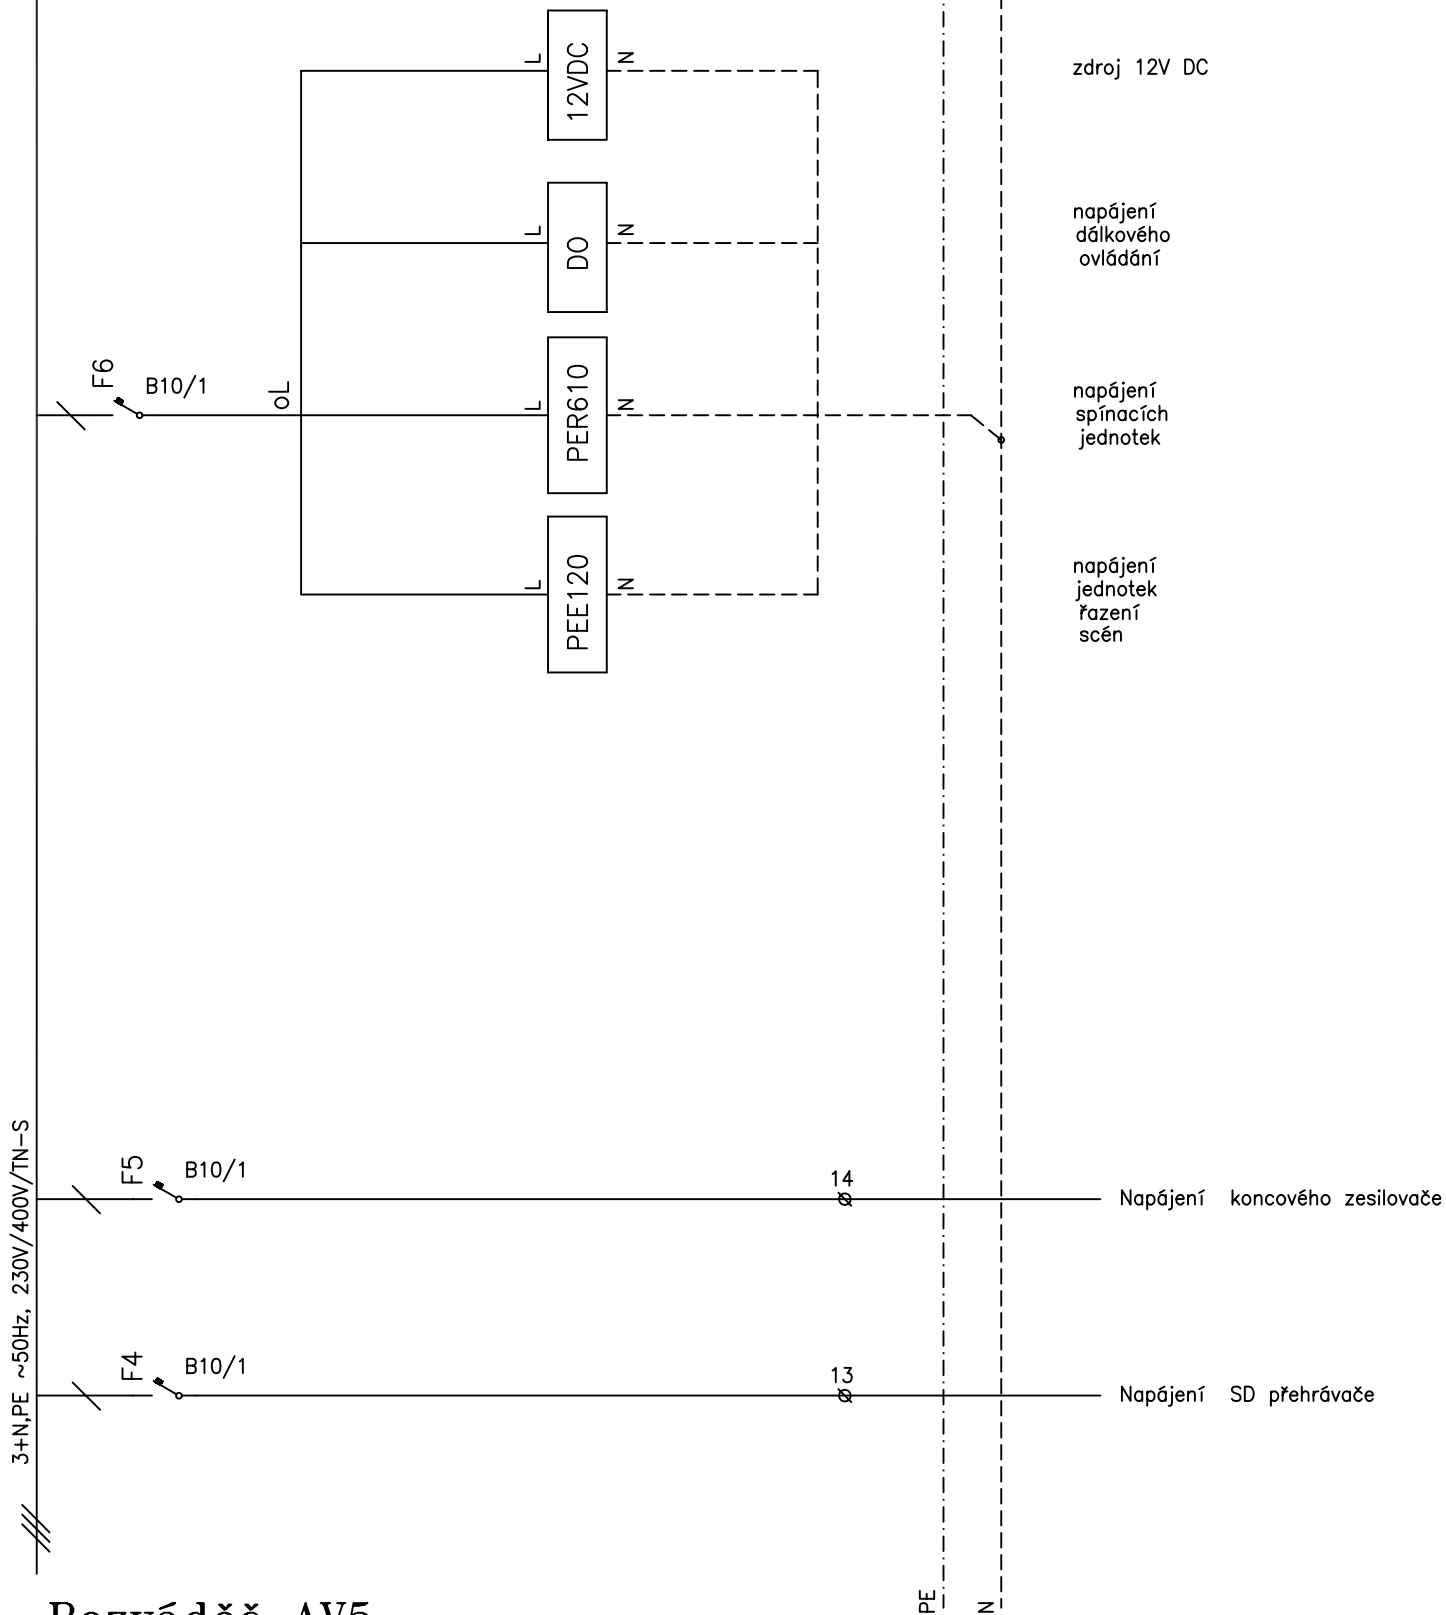 L
12VDC
N
zdroj 12V DC
L
DO
N
napájení
dálkového
ovládání
F6
B10/1
oL
L
PER610
N
napájení
spínacích
jednotek
L
PEE120
N
napájení
jednotek
řazení
scén
3+N,PE ~50Hz, 230V/400V/TN-S
F5
B10/1
14
Napájení koncového zesilovače
F4
B10/1
13
Napájení SD přehrávače
PE
N
Rozváděč AV5